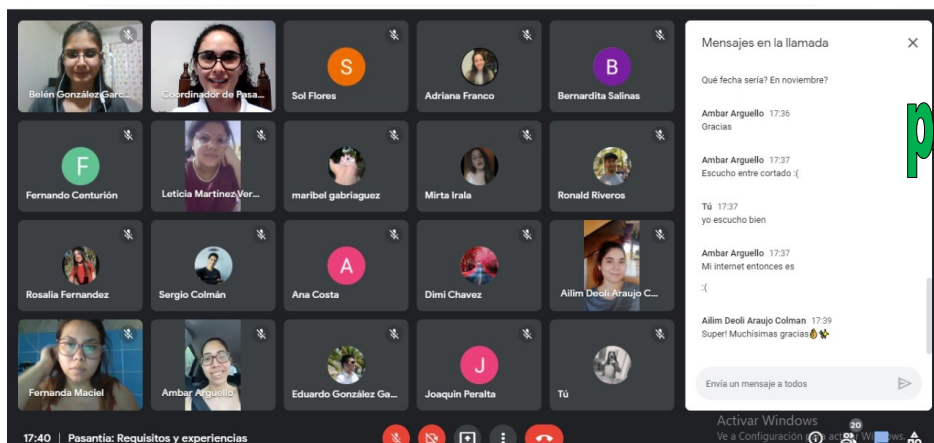 Belén González Garc...
Coordinador de Pasa...
S
Sol Flores
Adriana Franco
B
Bernardita Salinas
F
Fernando Centurión
Leticia Martínez Ver...
maribel gabriaguez
Mirta Irala
Ronald Riveros
Rosalia Fernandez
Sergio Colmán
A
Ana Costa
Dimi Chavez
Ailim Deoli Araujo C...
Fernanda Maciel
Ambar Arguello
Eduardo González Ga...
J
Joaquin Peralta
Tú
17:40 | Pasantía: Requisitos y experiencias
Mensajes en la llamada
Qué fecha sería? En noviembre?
Ambar Arguello 17:36
Gracias
Ambar Arguello 17:37
Escucho entre cortado :(
Tú 17:37
yo escucho bien
Ambar Arguello 17:37
Mi internet entonces es
:(
Ailim Deoli Araujo Colman 17:39
Super! Muchísimas gracias
Envía un mensaje a todos
Activar Windows
Ve a Configuración para activar Windows.
20
p